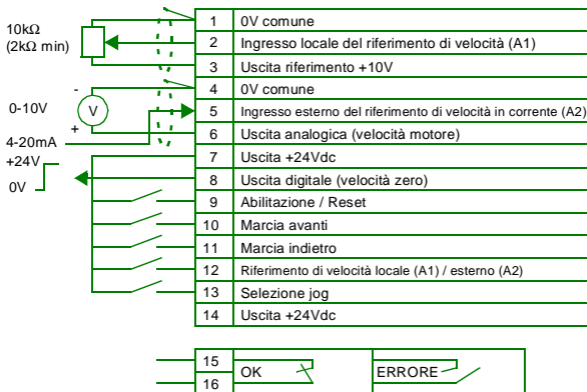 10kΩ
(2kΩ min)
0-10V
-
V
+
4-20mA
+24V
0V
1 0V comune
2 Ingresso locale del riferimento di velocità (A1)
3 Uscita riferimento +10V
4 0V comune
5 Ingresso esterno del riferimento di velocità in corrente (A2)
6 Uscita analogica (velocità motore)
7 Uscita +24Vdc
8 Uscita digitale (velocità zero)
9 Abilitazione / Reset
10 Marcia avanti
11 Marcia indietro
12 Riferimento di velocità locale (A1) / esterno (A2)
13 Selezione jog
14 Uscita +24Vdc
15
16
OK
ERRORE